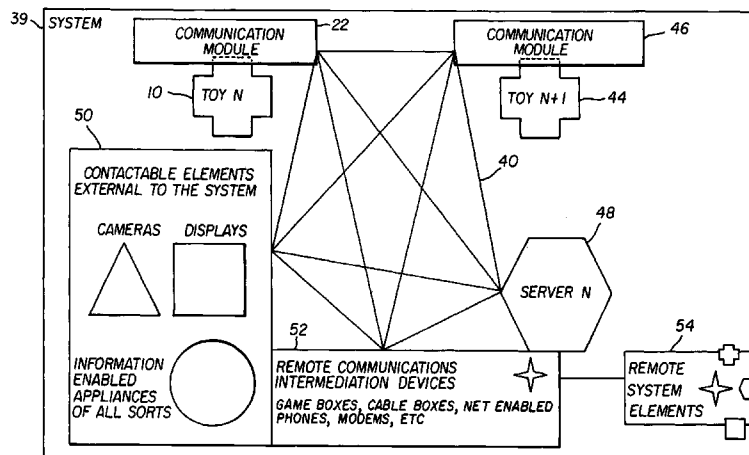 39
SYSTEM
COMMUNICATION
MODULE
22
COMMUNICATION
MODULE
46
10
TOY N
TOY N+1
44
50
40
CONTACTABLE ELEMENTS
EXTERNAL TO THE SYSTEM
CAMERAS
DISPLAYS
48
SERVER N
INFORMATION
ENABLED
APPLIANCES
OF ALL SORTS
52
REMOTE COMMUNICATIONS
INTERMEDIATION DEVICES
GAME BOXES, CABLE BOXES, NET ENABLED
PHONES, MODEMS, ETC
54
REMOTE
SYSTEM
ELEMENTS